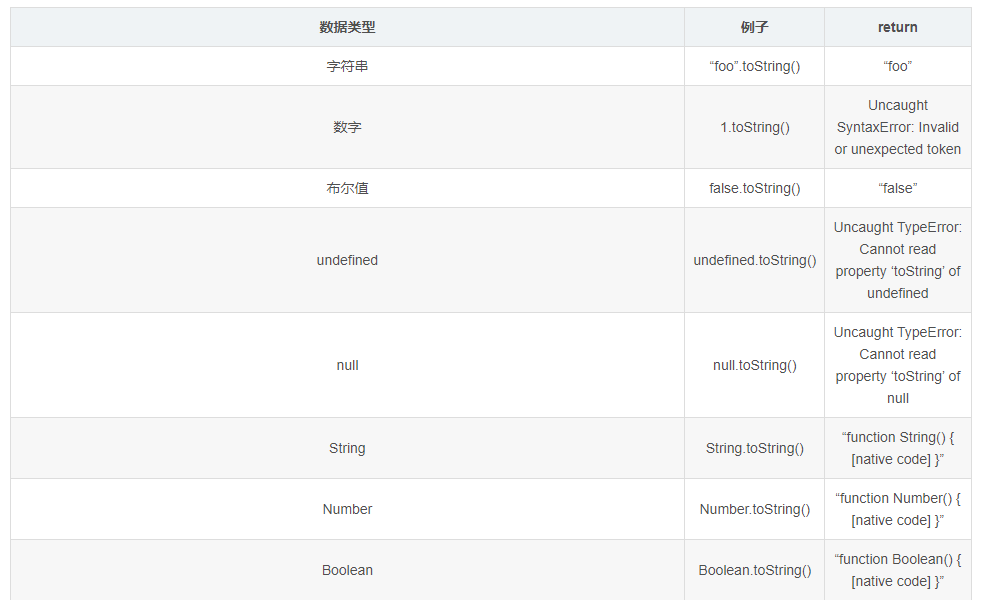 数据类型 例子 return
字符串 “foo”.toString() “foo”
数字 1.toString() Uncaught
SyntaxError: Invalid
or unexpected token
布尔值 false.toString() “false”
undefined undefined.toString() Uncaught TypeError:
Cannot read
property ‘toString’ of
undefined
null null.toString() Uncaught TypeError:
Cannot read
property ‘toString’ of
null
String String.toString() “function String() {
[native code] }”
Number Number.toString() “function Number() {
[native code] }”
Boolean Boolean.toString() “function Boolean() {
[native code] }”